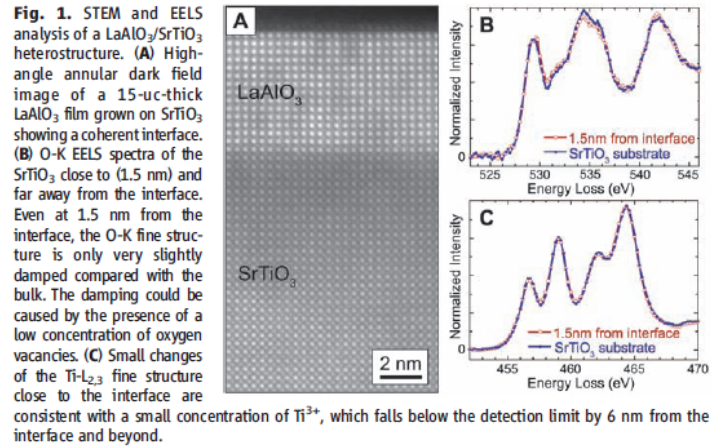 Fig. 1. STEM and EELS
analysis of a LaAlO₃/SrTiO₃
heterostructure. (A) High-
angle annular dark field
image of a 15-uc-thick
LaAlO₃ film grown on SrTiO₃
showing a coherent interface.
(B) O-K EELS spectra of the
SrTiO₃ close to (1.5 nm) and
far away from the interface.
Even at 1.5 nm from the
interface, the O-K fine struc-
ture is only very slightly
damped compared with the
bulk. The damping could be
caused by the presence of a
low concentration of oxygen
vacancies. (C) Small changes
of the Ti-L₂,₃ fine structure
close to the interface are
consistent with a small concentration of Ti³⁺, which falls below the detection limit by 6 nm from the
interface and beyond.
A
LaAlO₃
SrTiO₃
2 nm
B
Normalized Intensity
0
1.5nm from interface
SrTiO₃ substrate
525 530 535 540 545
Energy Loss (eV)
C
Normalized Intensity
0
1.5nm from interface
SrTiO₃ substrate
455 460 465 470
Energy Loss (eV)